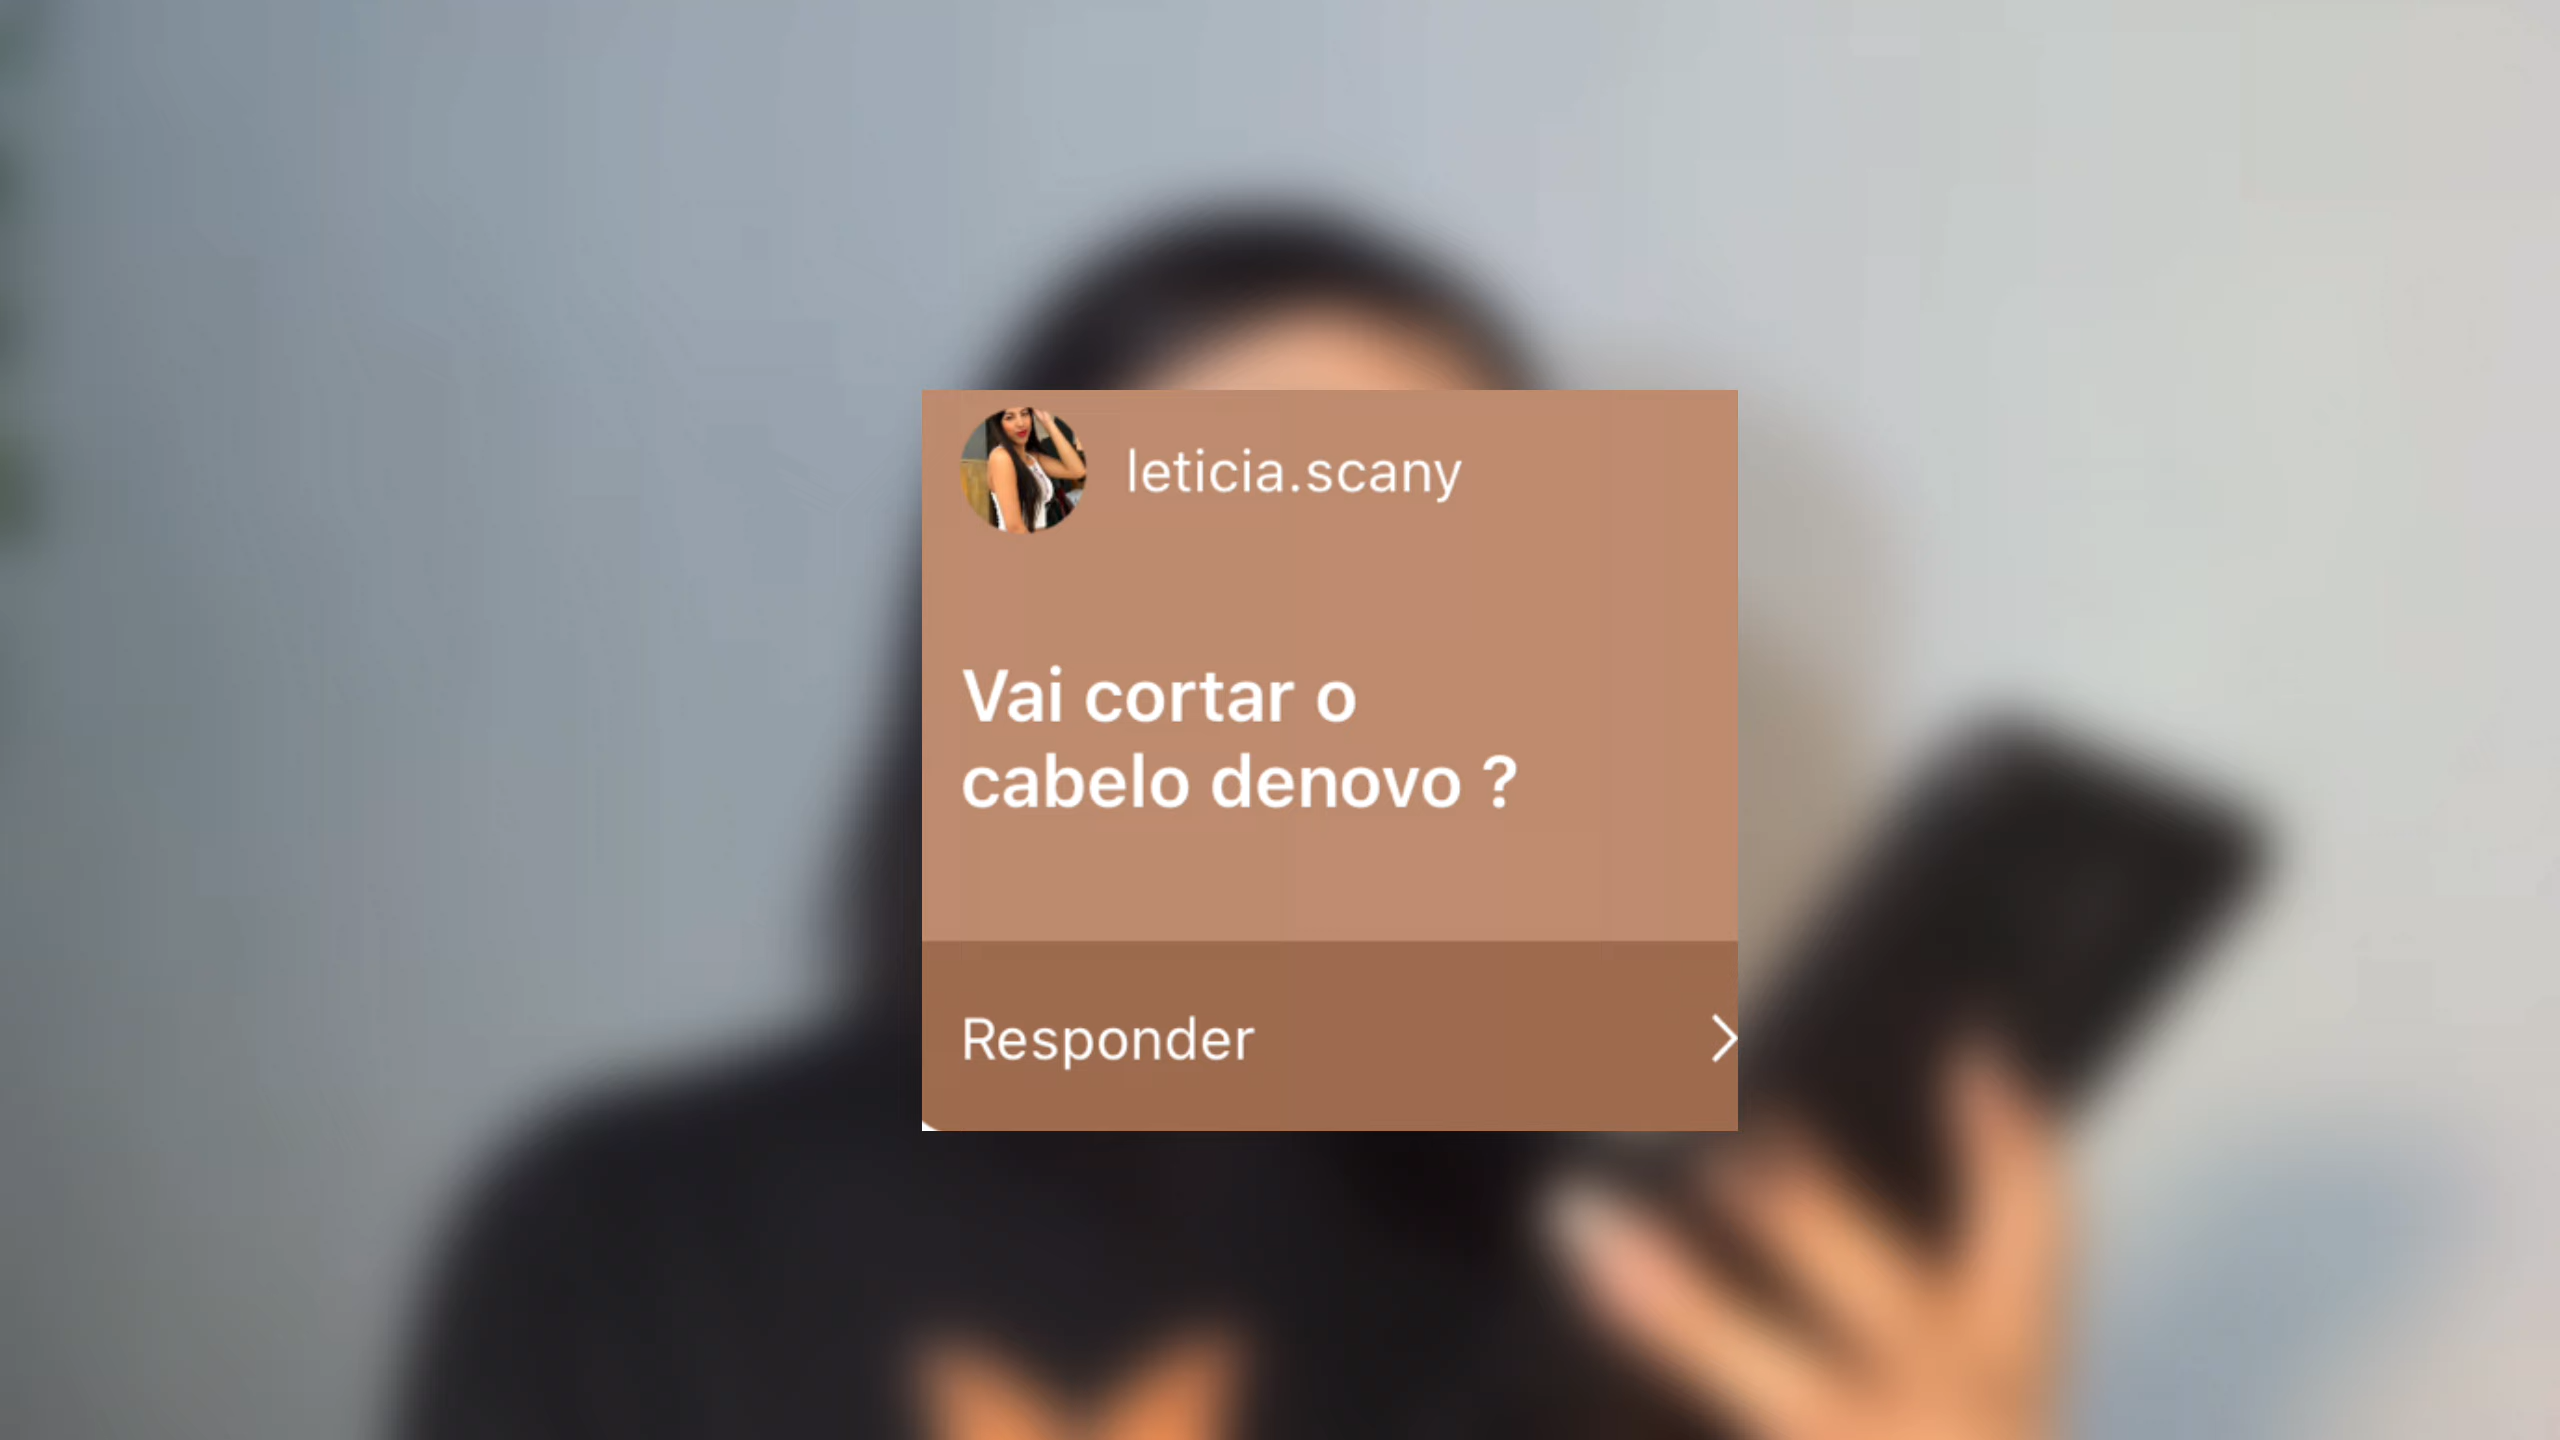 leticia.scany
Vai cortar o
cabelo denovo ?
Responder